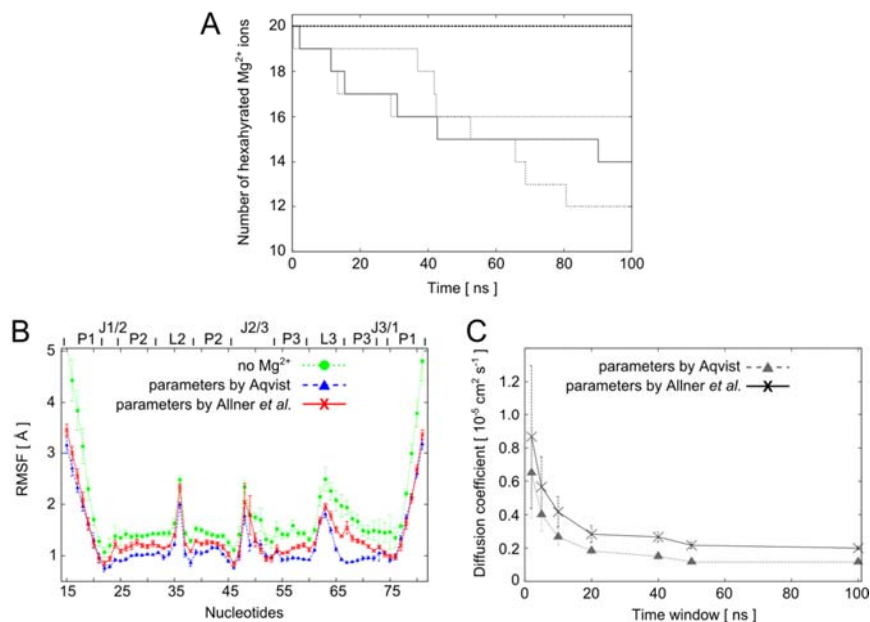 A
Number of hexahyrated Mg²⁺ ions
20
18
16
14
12
10
0 20 40 60 80 100
Time [ ns ]
B
J1/2 J2/3 J3/1
P1 P2 L2 P2 P3 L3 P3 P1
5
4
3
2
1
RMSF [ Å ]
no Mg²⁺
parameters by Aqvist
parameters by Allner et al.
15 25 35 45 55 65 75
Nucleotides
C
Diffusion coefficient [ 10⁻⁵ cm² s⁻¹ ]
1.2
1.0
0.8
0.6
0.4
0.2
0
parameters by Aqvist
parameters by Allner et al.
0 20 40 60 80 100
Time window [ ns ]